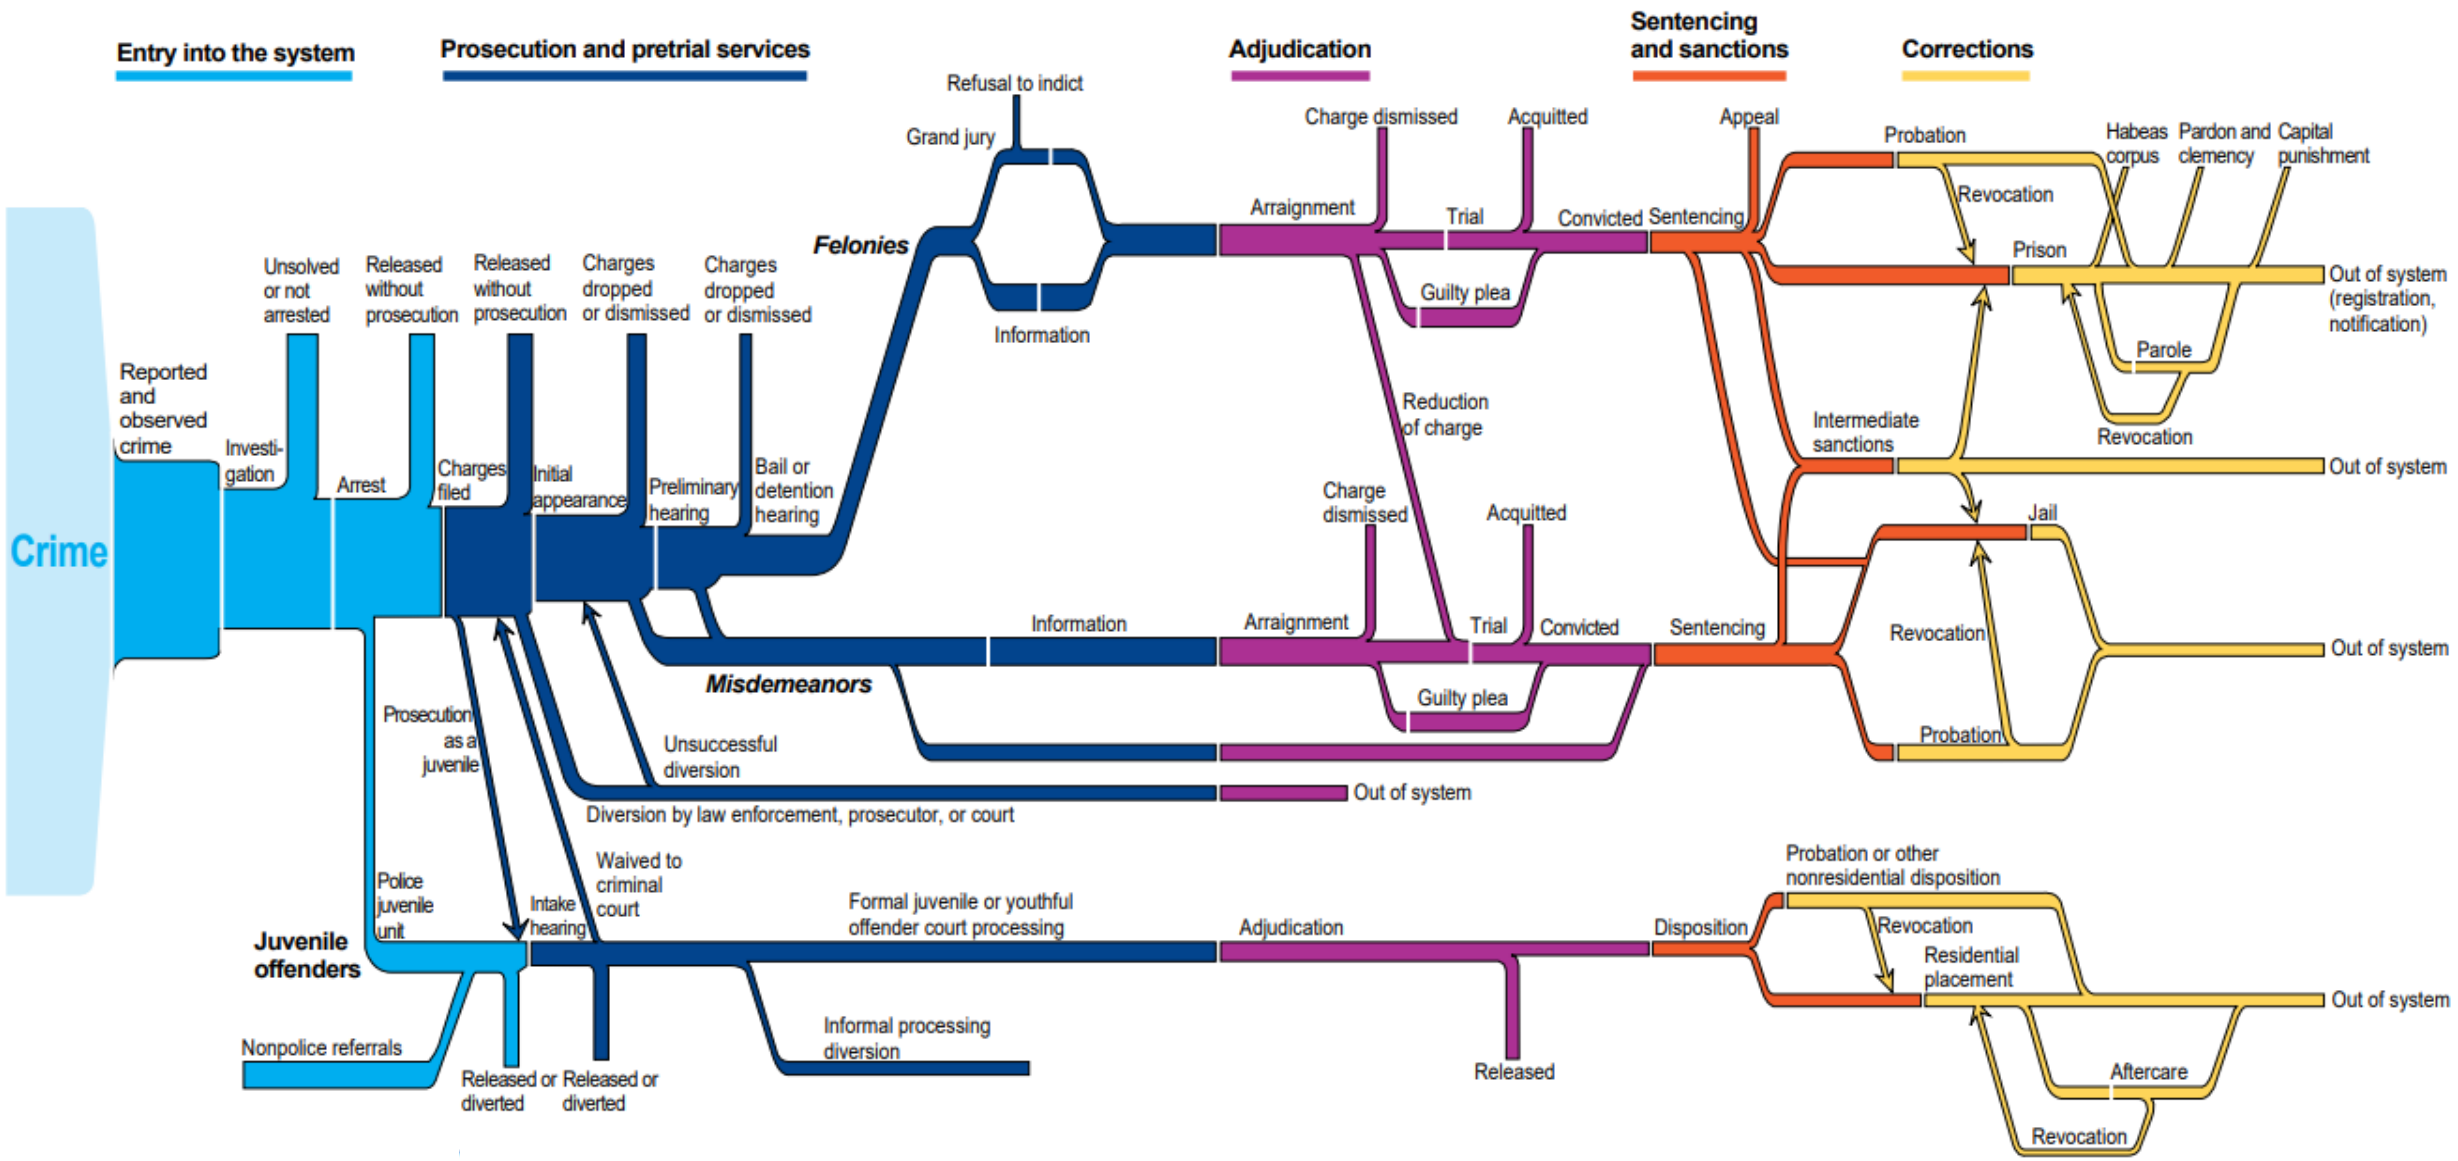 Entry into the system
Prosecution and pretrial services
Adjudication
Sentencing
and sanctions
Corrections
Refusal to indict
Grand jury
Felonies
Information
Charge dismissed
Acquitted
Arraignment
Trial
Convicted
Guilty plea
Sentencing
Appeal
Probation
Revocation
Prison
Habeas
corpus
Pardon and
clemency
Capital
punishment
Out of system
(registration,
notification)
Parole
Revocation
Crime
Reported
and
observed
crime
Investi-
gation
Unsolved
or not
arrested
Arrest
Released
without
prosecution
Charges
filed
Released
without
prosecution
Initial
appearance
Charges
dropped
or dismissed
Preliminary
hearing
Charges
dropped
or dismissed
Bail or
detention
hearing
Reduction
of charge
Intermediate
sanctions
Out of system
Misdemeanors
Information
Arraignment
Charge
dismissed
Trial
Acquitted
Convicted
Guilty plea
Sentencing
Jail
Revocation
Probation
Out of system
Unsuccessful
diversion
Diversion by law enforcement, prosecutor, or court
Out of system
Prosecution
as a
juvenile
Waived to
criminal
court
Police
juvenile
unit
Juvenile
offenders
Nonpolice referrals
Released or
diverted
Intake
hearing
Released or
diverted
Formal juvenile or youthful
offender court processing
Informal processing
diversion
Adjudication
Released
Disposition
Probation or other
nonresidential disposition
Revocation
Residential
placement
Out of system
Aftercare
Revocation